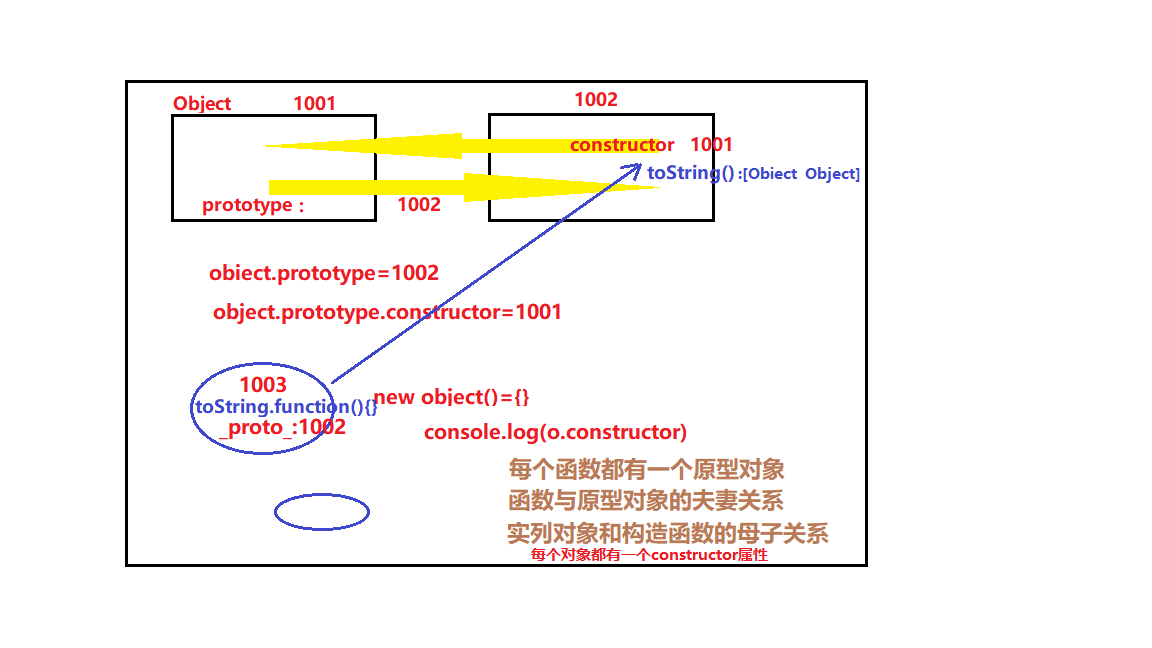 Object 1001
1002
constructor 1001
toString() :[Obiect Object]
prototype : 1002
obiect.prototype=1002
object.prototype.constructor=1001
1003
toString.function(){}
_proto_:1002
new object()={}
console.log(o.constructor)
每个函数都有一个原型对象
函数与原型对象的夫妻关系
实列对象和构造函数的母子关系
每个对象都有一个constructor属性